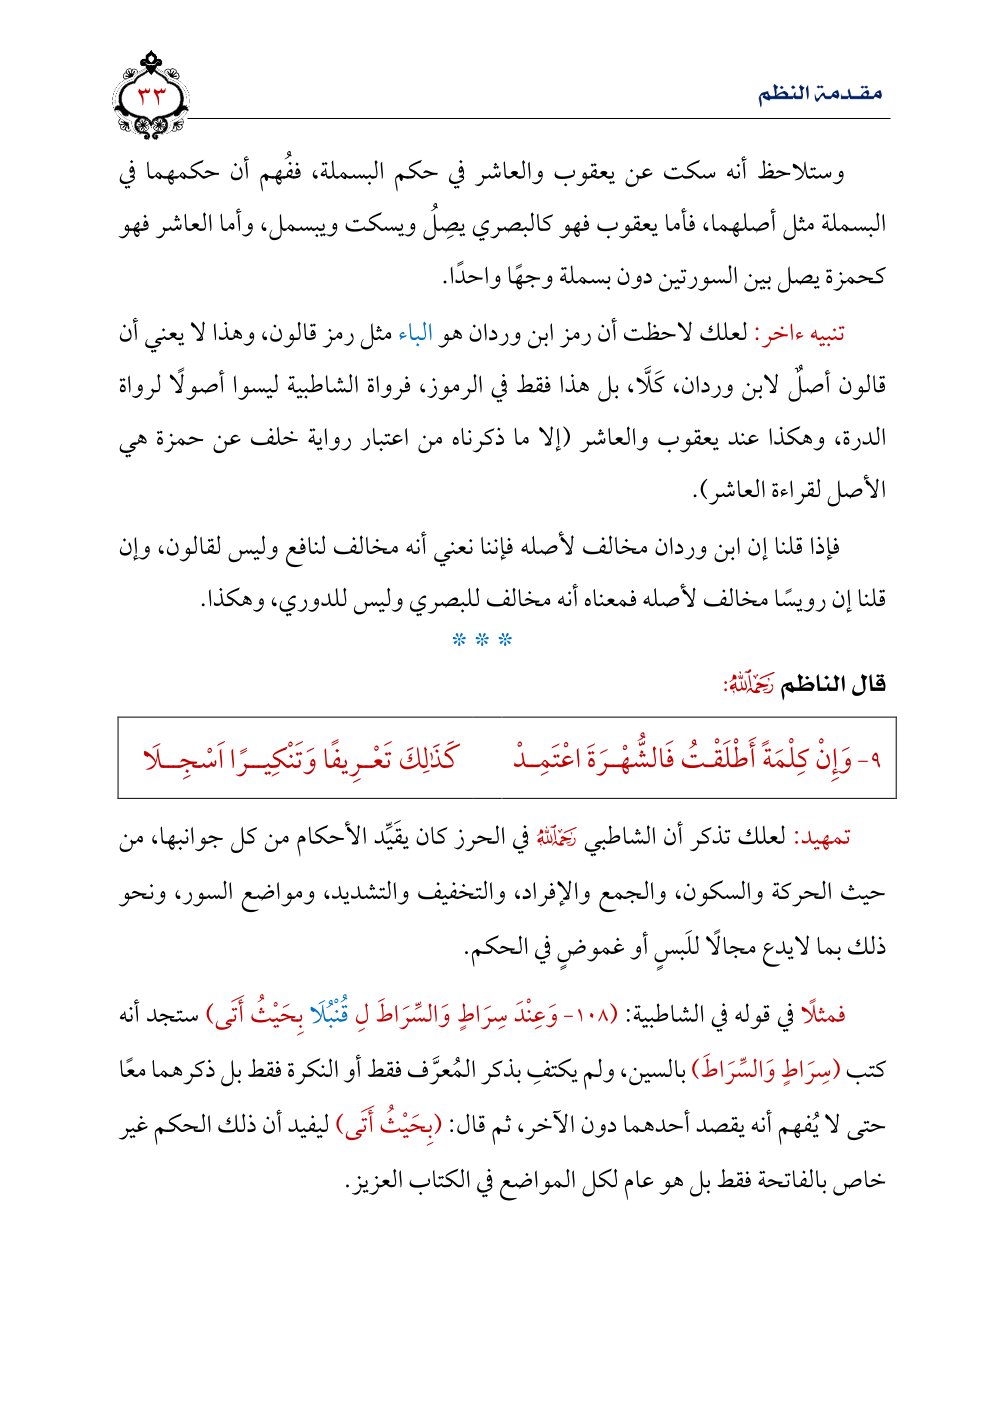 مقدمة النظم
٣٣
وستلاحظ أنه سكت عن يعقوب والعاشر في حكم البسملة، ففُهم أن حكمهما في
البسملة مثل أصلهما، فأما يعقوب فهو كالبصري يصِلُ ويسكت ويبسمل، وأما العاشر فهو
كحمزة يصل بين السورتين دون بسملة وجهًا واحدًا.
تنبيه ءاخر: لعلك لاحظت أن رمز ابن وردان هو الباء مثل رمز قالون، وهذا لا يعني أن
قالون أصلٌ لابن وردان، كَلَّا، بل هذا فقط في الرموز، فرواة الشاطبية ليسوا أصولًا لرواة
الدرة، وهكذا عند يعقوب والعاشر (إلا ما ذكرناه من اعتبار رواية خلف عن حمزة هي
الأصل لقراءة العاشر).
فإذا قلنا إن ابن وردان مخالف لأصله فإننا نعني أنه مخالف لنافع وليس لقالون، وإن
قلنا إن رويسًا مخالف لأصله فمعناه أنه مخالف للبصري وليس للدوري، وهكذا.
* * *
قال الناظم رَحِمَهُ ٱللَّهُ:
٩- وَإِنْ كِلْمَةً أَطْلَقْتُ فَالشُّهْرَةَ اعْتَمِدْ كَذَٰلِكَ تَعْرِيفًا وَتَنْكِيرًا اَسْجِلَا
تمهيد: لعلك تذكر أن الشاطبي رَحِمَهُ ٱللَّهُ في الحرز كان يقَيِّد الأحكام من كل جوانبها، من
حيث الحركة والسكون، والجمع والإفراد، والتخفيف والتشديد، ومواضع السور، ونحو
ذلك بما لايدع مجالًا للَبسٍ أو غموضٍ في الحكم.
فمثلًا في قوله في الشاطبية: (١٠٨- وَعِنْدَ سِرَاطٍ وَالسِّرَاطَ لِ قُنْبُلَا بِحَيْثُ أَتَى) ستجد أنه
كتب (سِرَاطٍ وَالسِّرَاطَ) بالسين، ولم يكتفِ بذكر المُعرَّف فقط أو النكرة فقط بل ذكرهما معًا
حتى لا يُفهم أنه يقصد أحدهما دون الآخر، ثم قال: (بِحَيْثُ أَتَى) ليفيد أن ذلك الحكم غير
خاص بالفاتحة فقط بل هو عام لكل المواضع في الكتاب العزيز.